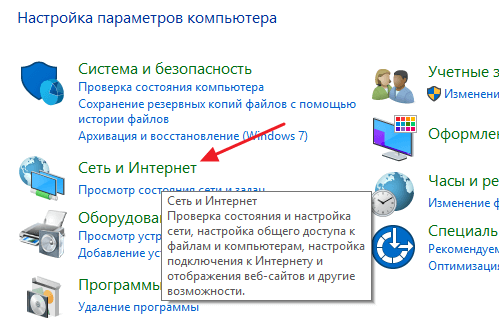 Настройка параметров компьютера
Система и безопасность
Проверка состояния компьютера
Сохранение резервных копий файлов с помощью
истории файлов
Архивация и восстановление (Windows 7)
Сеть и Интернет
Просмотр состояния сети и задач
Сеть и Интернет
Проверка состояния и настройка
сети, настройка общего доступа к
файлам и компьютерам, настройка
подключения к Интернету и
отображения веб-сайтов и другие
возможности.
Оборудова
Просмотр устр
Добавление ус
Программы
Удаление программы
Учетные з
Изменени
Оформлен
Часы и ре
Изменение ф
Специаль
Рекомендуем
Оптимизация